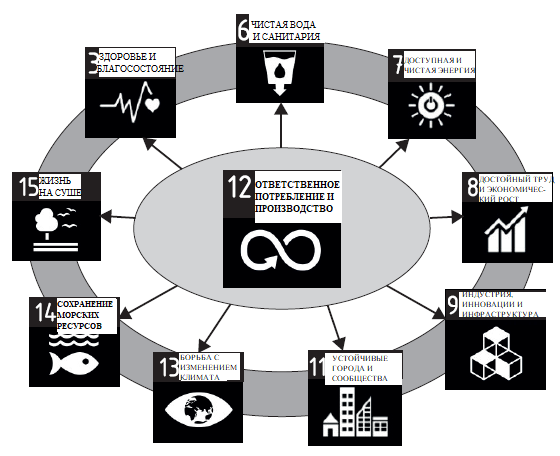 6 ЧИСТАЯ ВОДА
И САНИТАРИЯ
3 ЗДОРОВЬЕ И
БЛАГОСОСТОЯНИЕ
7 ДОСТУПНАЯ И
ЧИСТАЯ ЭНЕРГИЯ
15 ЖИЗНЬ
НА СУШЕ
12 ОТВЕТСТВЕННОЕ
ПОТРЕБЛЕНИЕ И
ПРОИЗВОДСТВО
8 ДОСТОЙНЫЙ ТРУД
И ЭКОНОМИЧЕС-
КИЙ РОСТ
14 СОХРАНЕНИЕ
МОРСКИХ
РЕСУРСОВ
9 ИНДУСТРИЯ,
ИННОВАЦИИ И
ИНФРАСТРУКТУРА
13 БОРЬБА С
ИЗМЕНЕНИЕМ
КЛИМАТА
11 УСТОЙЧИВЫЕ
ГОРОДА И
СООБЩЕСТВА